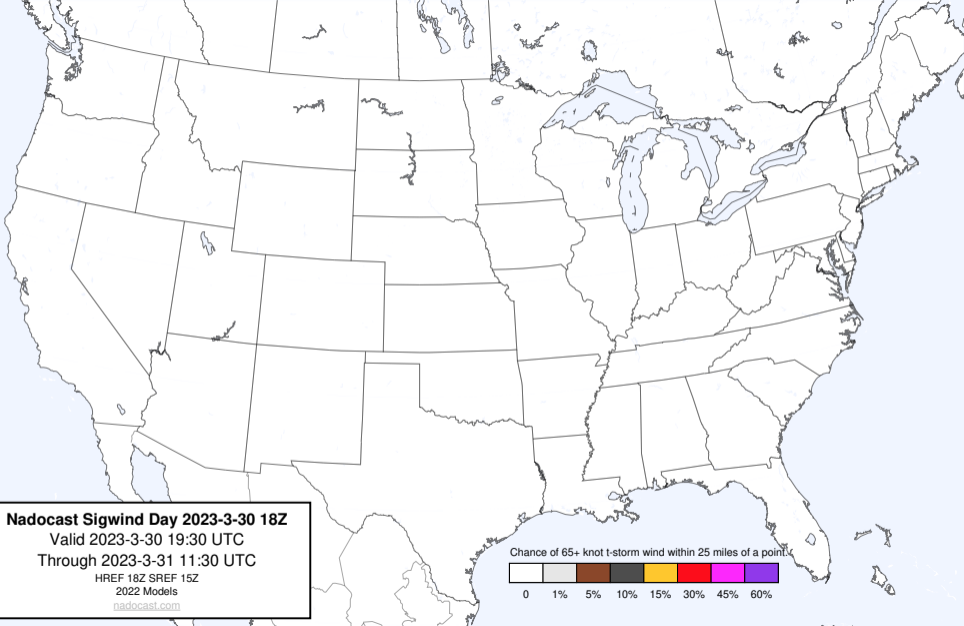 Nadocast Sigwind Day 2023-3-30 18Z
Valid 2023-3-30 19:30 UTC
Through 2023-3-31 11:30 UTC
HREF 18Z SREF 15Z
2022 Models
nadocast.com
Chance of 65+ knot t-storm wind within 25 miles of a point.
0 1% 5% 10% 15% 30% 45% 60%